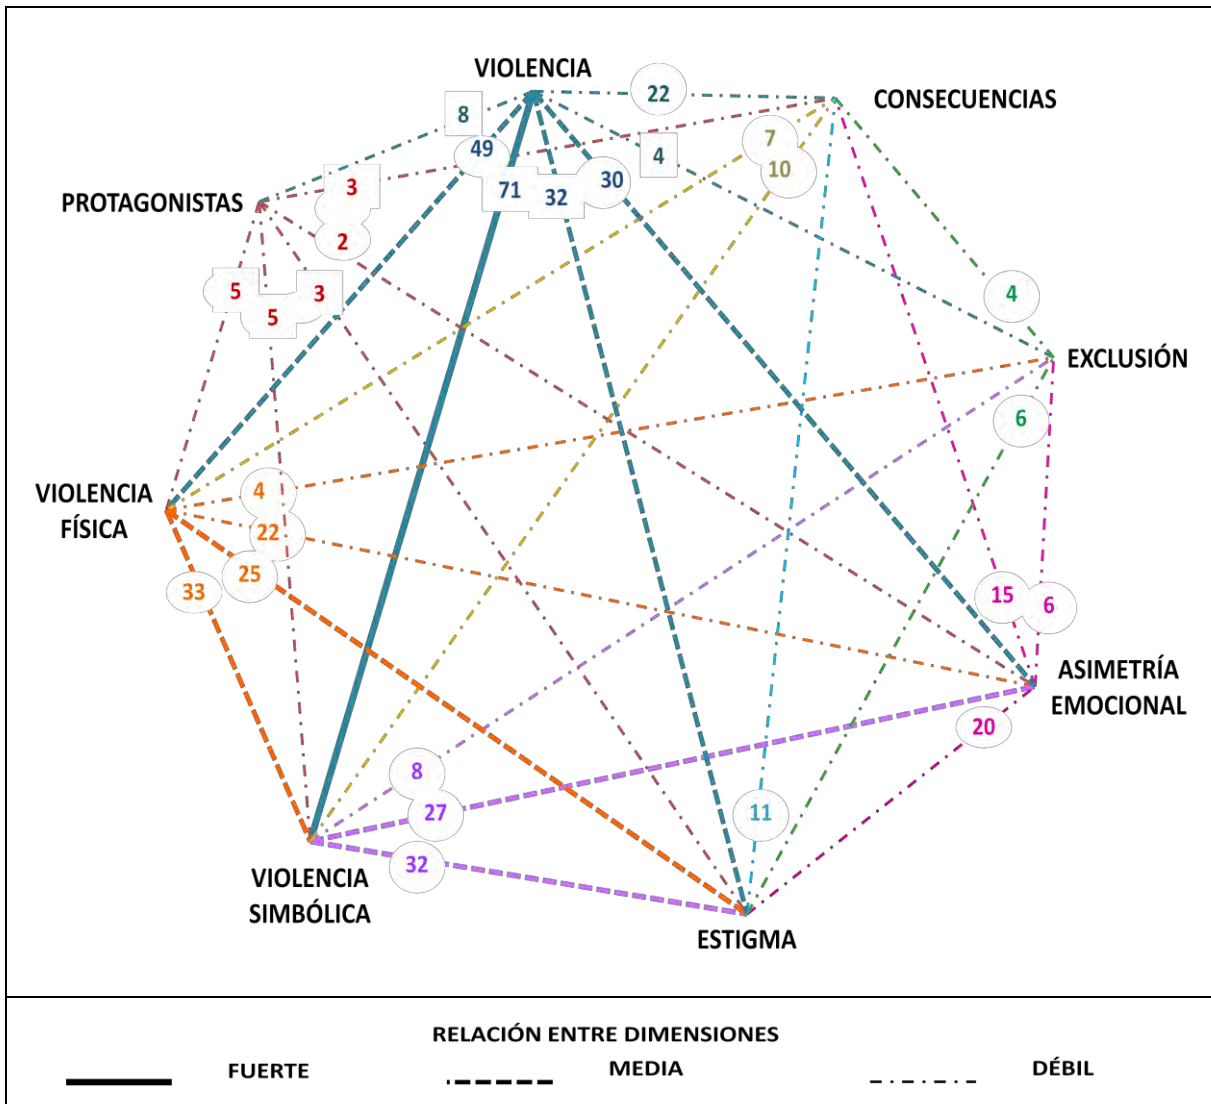 VIOLENCIA
22
CONSECUENCIAS
8
49
7
4
10
3
71
32
30
PROTAGONISTAS
2
5
3
5
4
EXCLUSIÓN
6
VIOLENCIA
FÍSICA
4
22
25
33
15
6
ASIMETRÍA
EMOCIONAL
20
8
27
11
32
VIOLENCIA
SIMBÓLICA
ESTIGMA
RELACIÓN ENTRE DIMENSIONES
FUERTE
MEDIA
DÉBIL